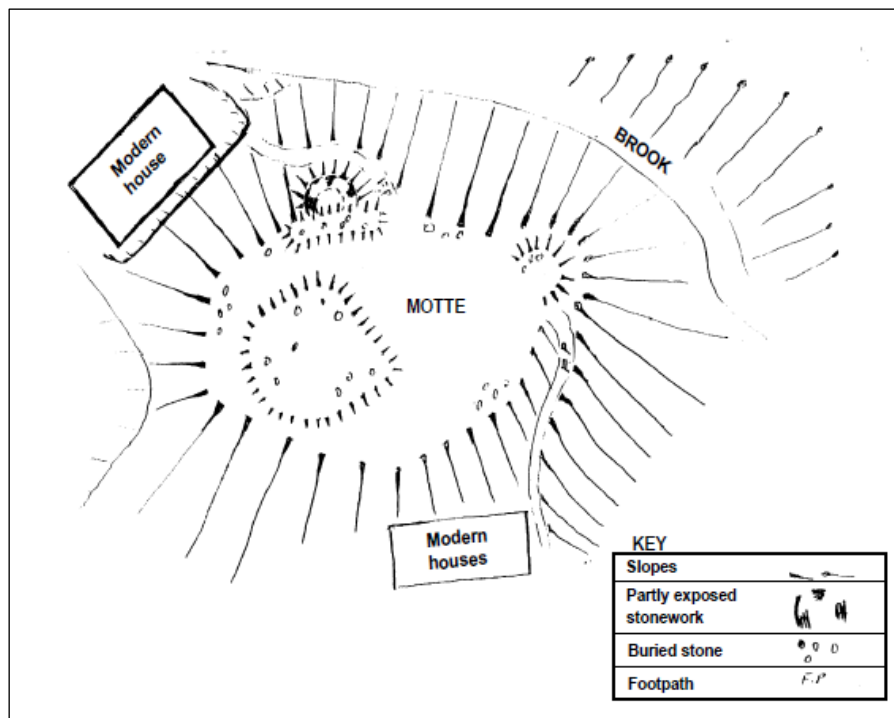 Modern
house
BROOK
MOTTE
F.P
Modern
houses
KEY
Slopes
Partly exposed
stonework
Buried stone
Footpath F.P